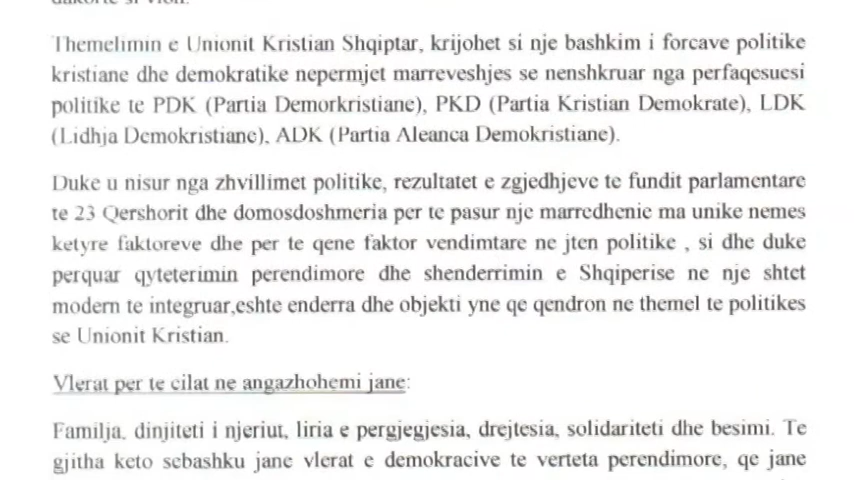 Themelimin e Unionit Kristian Shqiptar, krijohet si nje bashkim i forcave politike
kristiane dhe demokratike nepermjet marreveshjes se nenshkruar nga perfaqesuesi
politike te PDK (Partia Demorkristiane), PKD (Partia Kristian Demokrate), LDK
(Lidhja Demokristiane), ADK (Partia Aleanca Demokristiane).
Duke u nisur nga zhvillimet politike, rezultatet e zgjedhjeve te fundit parlamentare
te 23 Qershorit dhe domosdoshmeria per te pasur nje marredhenie ma unike nemes
ketyre faktoreve dhe per te qene faktor vendimtare ne jten politike , si dhe duke
perquar qyteterimin perendimore dhe shenderrimin e Shqiperise ne nje shtet
modern te integruar,eshte enderra dhe objekti yne qe qendron ne themel te politikes
se Unionit Kristian.
Vlerat per te cilat ne angazhohemi jane:
Familja, dinjiteti i njeriut, liria e pergjegjesia, drejtesia, solidariteti dhe besimi. Te
gjitha keto sebashku jane vlerat e demokracive te verteta perendimore, qe jane